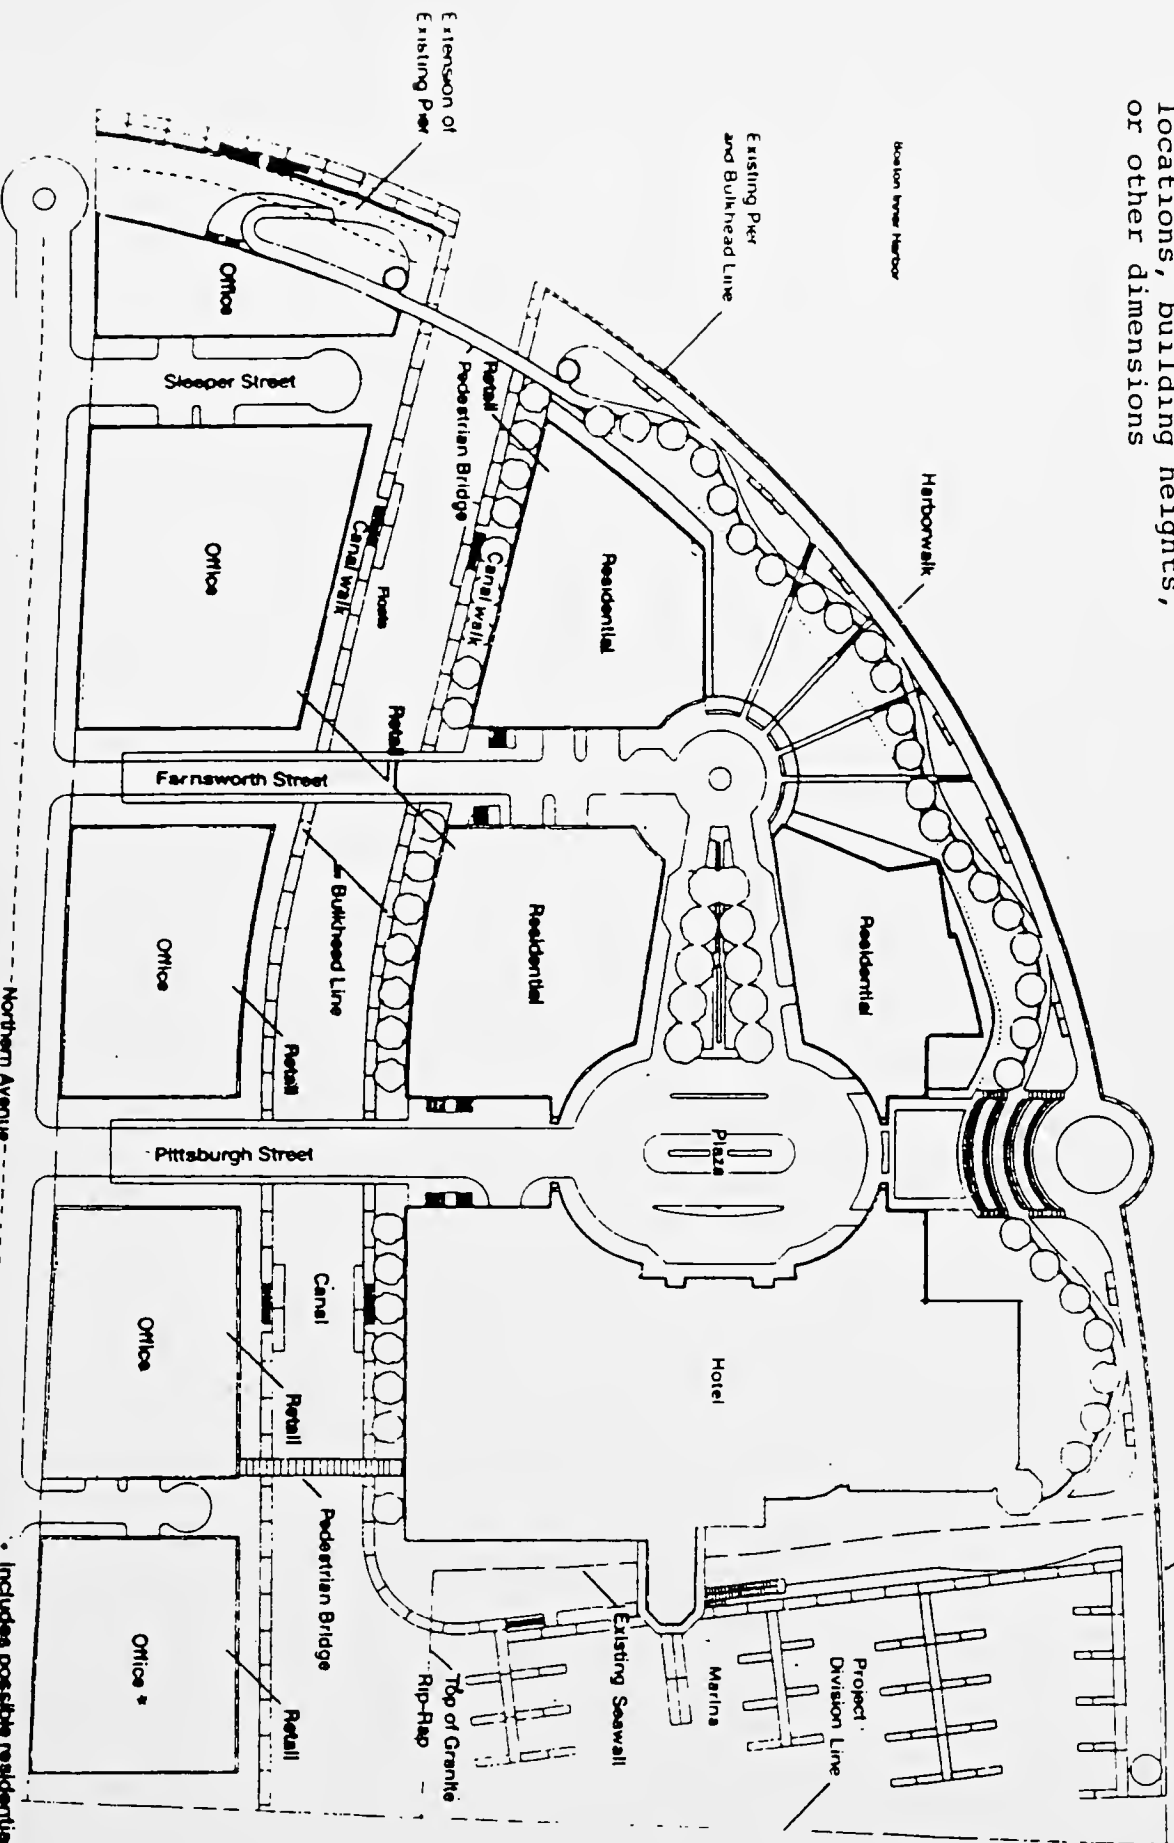 locations, building heights,
or other dimensions
Boston Inner Harbor
Existing Pier
and Bulkhead Line
Extension of
Existing Pier
Harborwalk
Office
Sleeper Street
Retail
Pedestrian Bridge
Canal walk
Residential
Office
Canal walk
Floats
Retail
Farnsworth Street
Bulkhead Line
Residential
Residential
Office
Retail
Pittsburgh Street
Plaza
Northern Avenue
Canal
Hotel
Office
Retail
Pedestrian Bridge
Existing Seawall
Marina
Project
Division Line
Top of Granite
Rip-Rap
Office *
Retail
* Includes possible residential